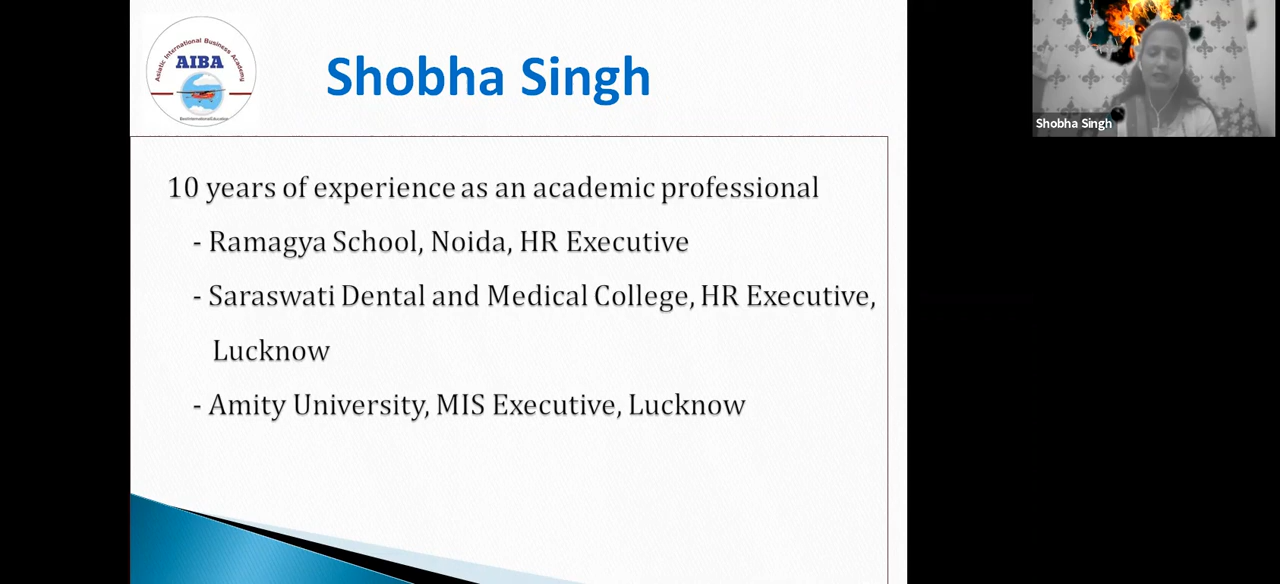 Asiatic International Business Academy
AIBA
Shobha Singh
10 years of experience as an academic professional
- Ramagya School, Noida, HR Executive
- Saraswati Dental and Medical College, HR Executive,
Lucknow
- Amity University, MIS Executive, Lucknow
Shobha Singh